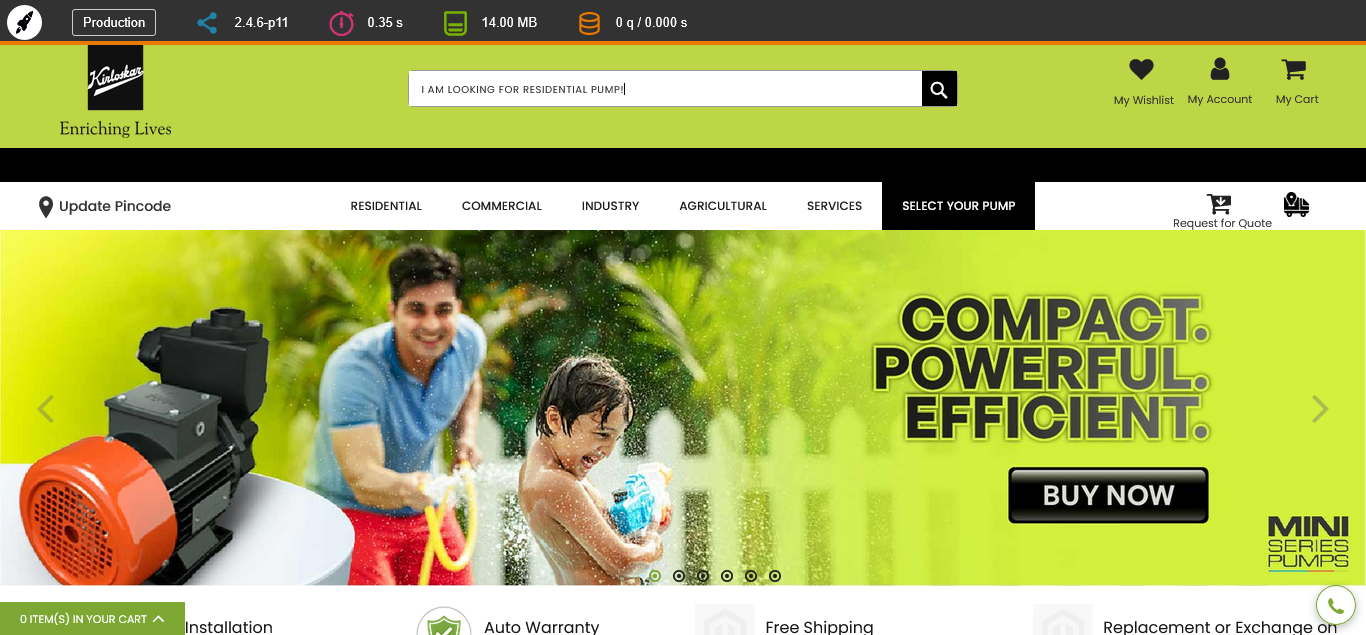 Production
2.4.6-p11
0.35 s
14.00 MB
0 q / 0.000 s
Kirloskar
Enriching Lives
I AM LOOKING FOR RESIDENTIAL PUMP!
My Wishlist
My Account
My Cart
Update Pincode
RESIDENTIAL
COMMERCIAL
INDUSTRY
AGRICULTURAL
SERVICES
SELECT YOUR PUMP
Request for Quote
COMPACT.
POWERFUL.
EFFICIENT.
BUY NOW
MINI
SERIES
PUMPS
0 ITEM(S) IN YOUR CART
Installation
Auto Warranty
Free Shipping
Replacement or Exchange on